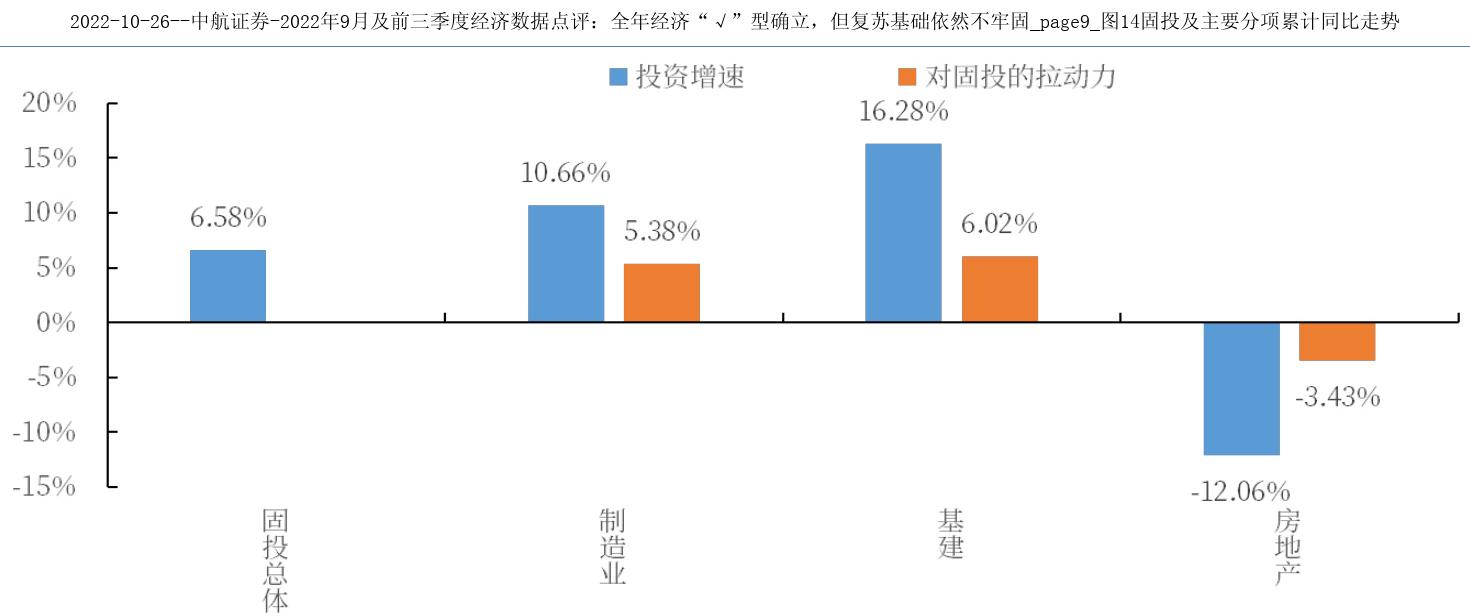 2022-10-26--中航证券-2022年9月及前三季度经济数据点评：全年经济“√”型确立，但复苏基础依然不牢固_page9_图14固投及主要分项累计同比走势
投资增速 对固投的拉动力
20%
15%
10%
5%
0%
-5%
-10%
-15%
6.58%
10.66%
5.38%
16.28%
6.02%
-12.06%
-3.43%
固投总体
制造业
基建
房地产